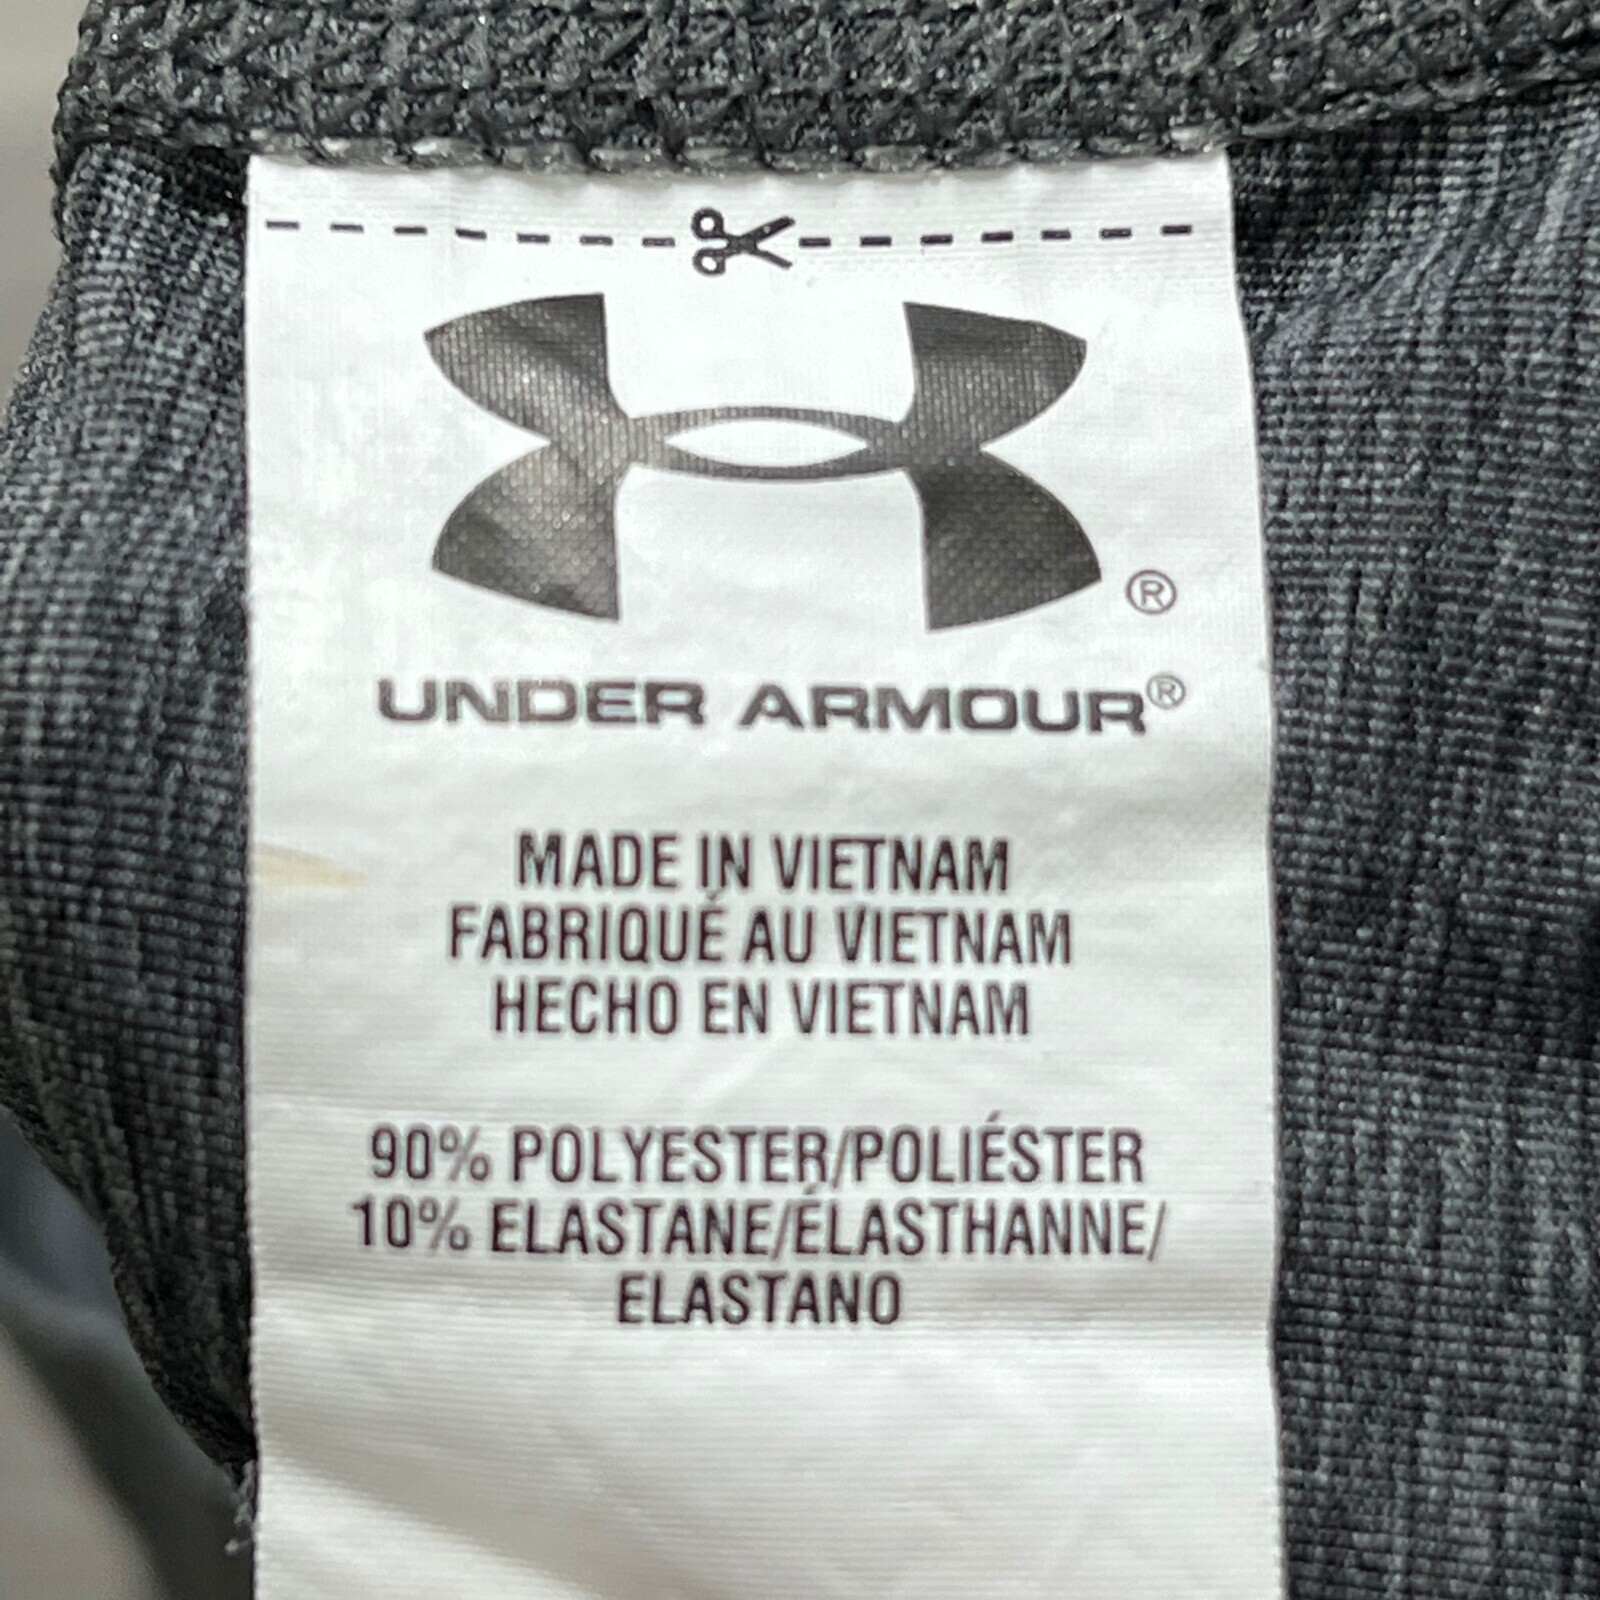 ®
UNDER ARMOUR®
MADE IN VIETNAM
FABRIQUÉ AU VIETNAM
HECHO EN VIETNAM
90% POLYESTER/POLIÉSTER
10% ELASTANE/ÉLASTHANNE/
ELASTANO